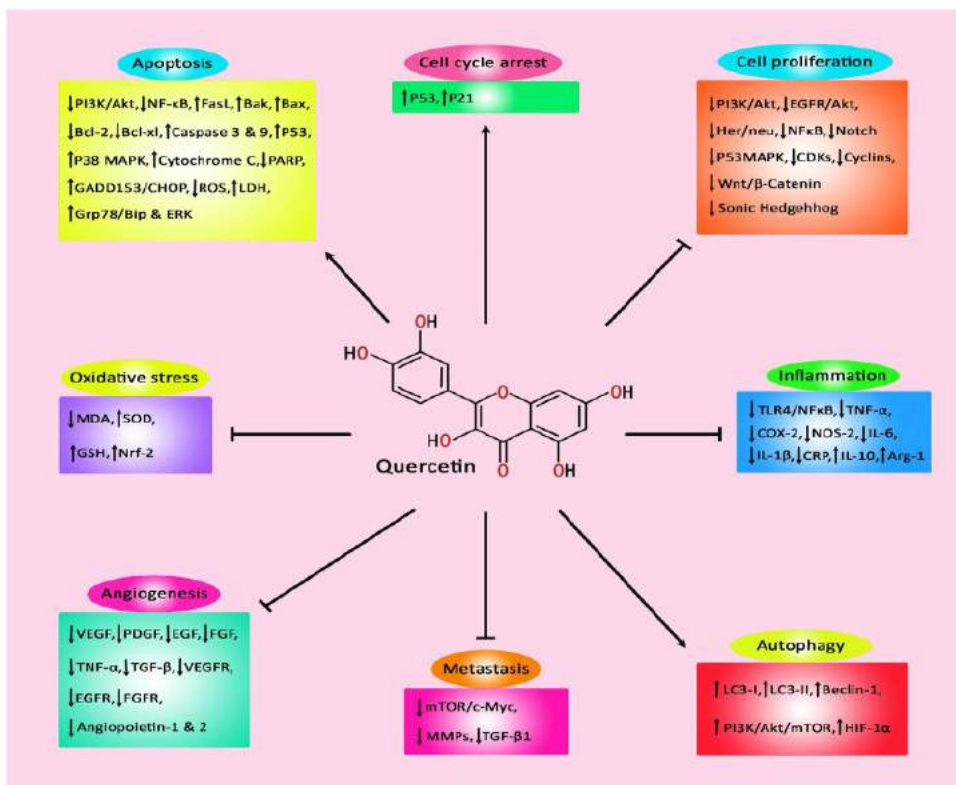 Apoptosis
↓PI3K/Akt,↓NF-κB,↑FasL,↑Bak,↑Bax,
↓Bcl-2,↓Bcl-xl,↑Caspase 3 & 9,↑P53,
↑P38 MAPK,↑Cytochrome C,↓PARP,
↑GADD153/CHOP,↓ROS,↑LDH,
↑Grp78/Bip & ERK
Cell cycle arrest
↑P53,↑P21
Cell proliferation
↓PI3K/Akt,↓EGFR/Akt,
↓Her/neu,↓NFκB,↓Notch
↓P53MAPK,↓CDKs,↓Cyclins,
↓Wnt/β-Catenin
↓Sonic Hedgehhog
Oxidative stress
↓MDA,↑SOD,
↑GSH,↑Nrf-2
OH
HO
O
OH
HO
O
OH
Quercetin
Inflammation
↓TLR4/NFκB,↓TNF-α,
↓COX-2,↓NOS-2,↓IL-6,
↓IL-1β,↓CRP,↑IL-10,↑Arg-1
Angiogenesis
↓VEGF,↓PDGF,↓EGF,↓FGF,
↓TNF-α,↓TGF-β,↓VEGFR,
↓EGFR,↓FGFR,
↓Angiopoietin-1 & 2
Metastasis
↓mTOR/c-Myc,
↓MMPs,↓TGF-β1
Autophagy
↑LC3-I,↑LC3-II,↑Beclin-1,
↑PI3K/Akt/mTOR,↑HIF-1α